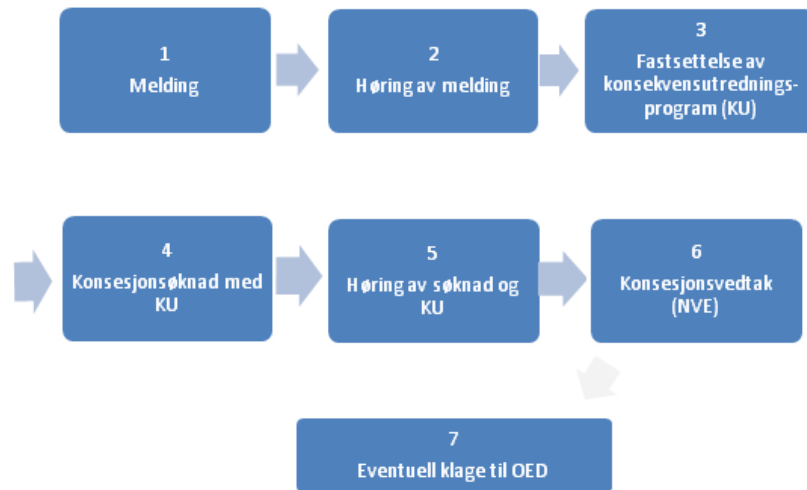 1
Melding
2
Høring av melding
3
Fastsettelse av
konsekvensutrednings-
program (KU)
4
Konsesjonsøknad med
KU
5
Høring av søknad og
KU
6
Konsesjonsvedtak
(NVE)
7
Eventuell klage til OED